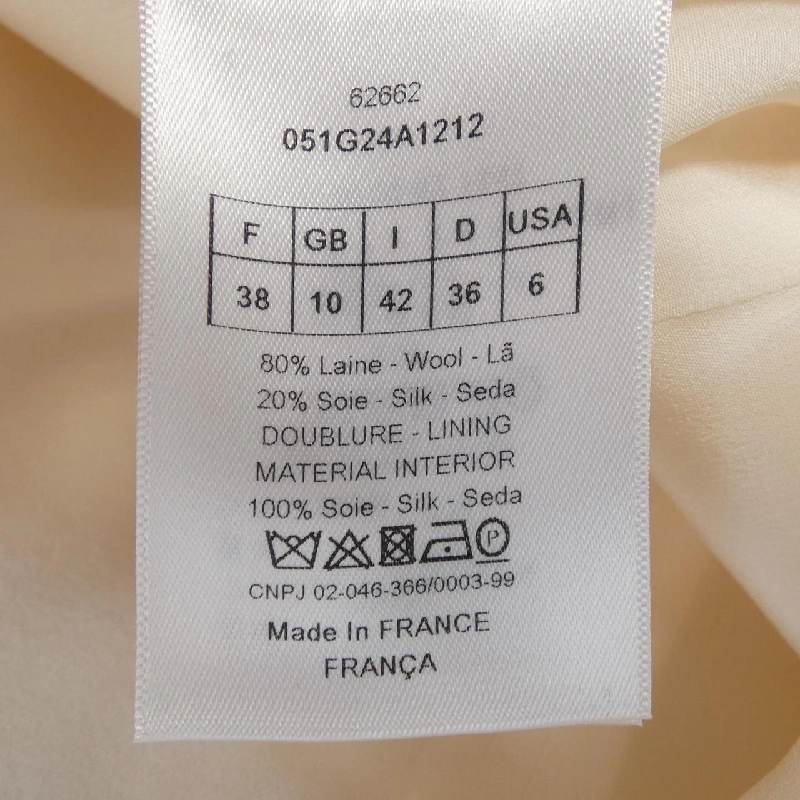 62662
051G24A1212
F GB I D USA
38 10 42 36 6
80% Laine - Wool - Lã
20% Soie - Silk - Seda
DOUBLURE - LINING
MATERIAL INTERIOR
100% Soie - Silk - Seda
P
CNPJ 02-046-366/0003-99
Made In FRANCE
FRANÇA